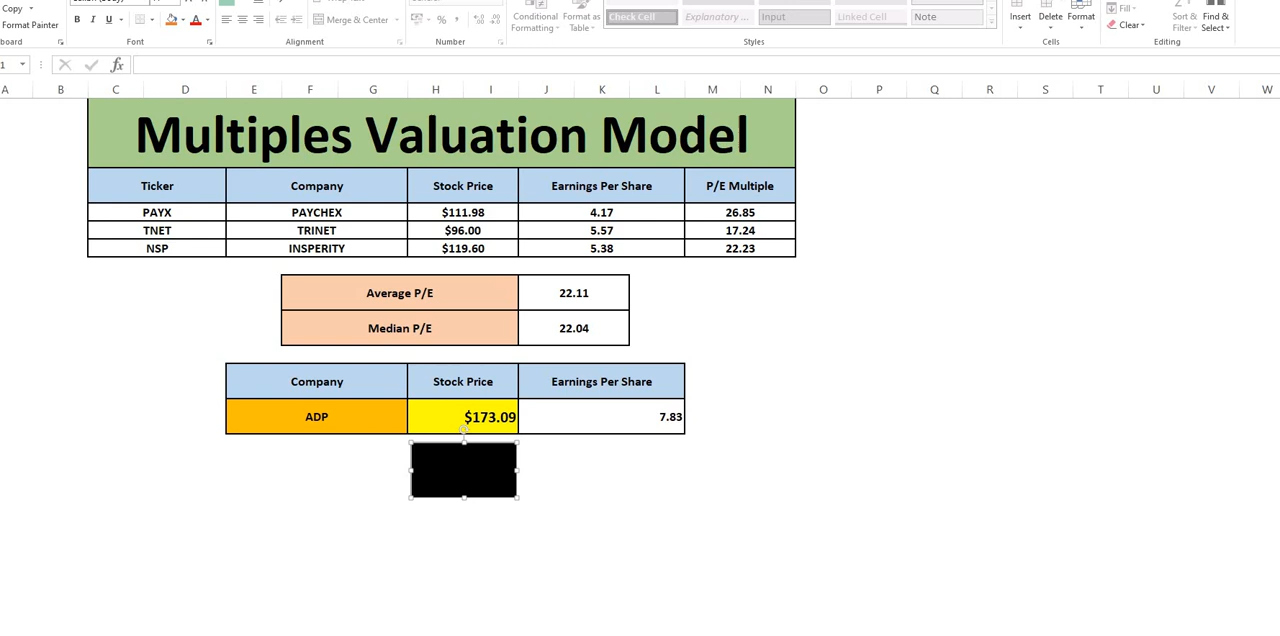 Copy
Conditional
Format as
Check Cell
Explanatory ...
Input
Linked Cell
Note
Insert
Delete
Format
Fill
Sort &
Find &
Format Painter
B I U
A
Merge & Center
%
Formatting
Table
Clear
Filter
Select
board
Font
Alignment
Number
Styles
Cells
Editing
1
fx
A B C D E F G H I J K L M N O P Q R S T U V W
Multiples Valuation Model
Ticker Company Stock Price Earnings Per Share P/E Multiple
PAYX PAYCHEX $111.98 4.17 26.85
TNET TRINET $96.00 5.57 17.24
NSP INSPERITY $119.60 5.38 22.23
Average P/E 22.11
Median P/E 22.04
Company Stock Price Earnings Per Share
ADP $173.09 7.83